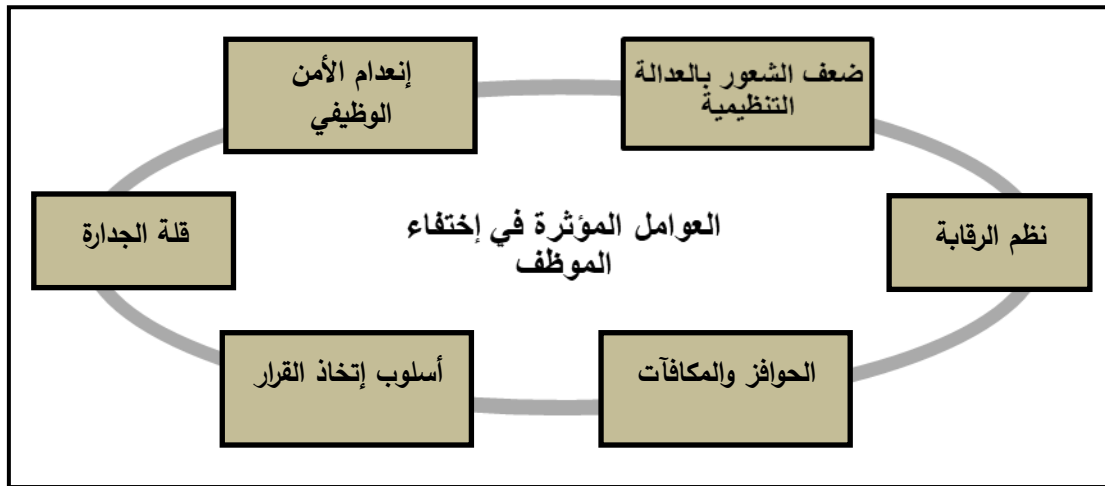 ضعف الشعور بالعدالة
التنظيمية
إنعدام الأمن
الوظيفي
نظم الرقابة
العوامل المؤثرة في إختفاء
الموظف
قلة الجدارة
الحوافز والمكافآت
أسلوب إتخاذ القرار